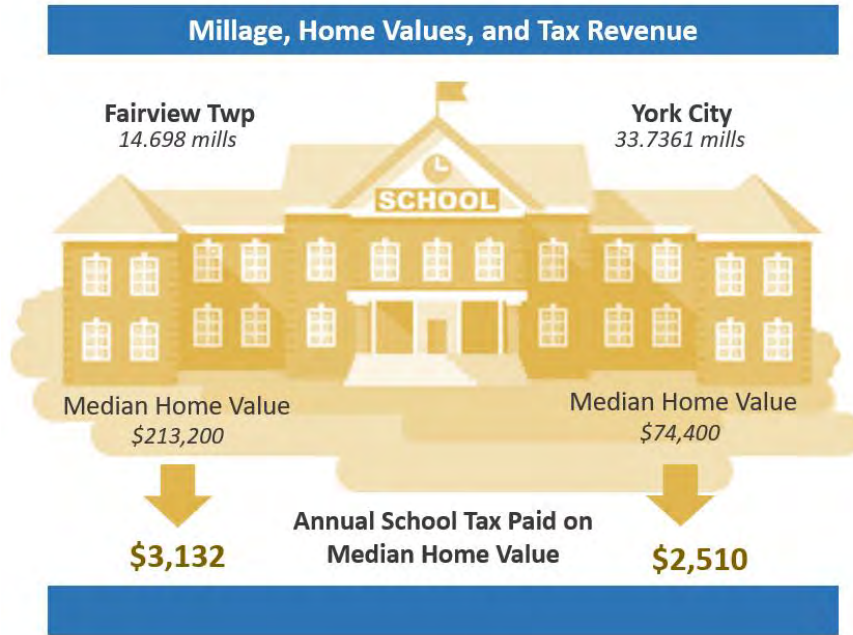 Millage, Home Values, and Tax Revenue
Fairview Twp
14.698 mills
York City
33.7361 mills
SCHOOL
Median Home Value
$213,200
Median Home Value
$74,400
Annual School Tax Paid on
Median Home Value
$3,132
$2,510